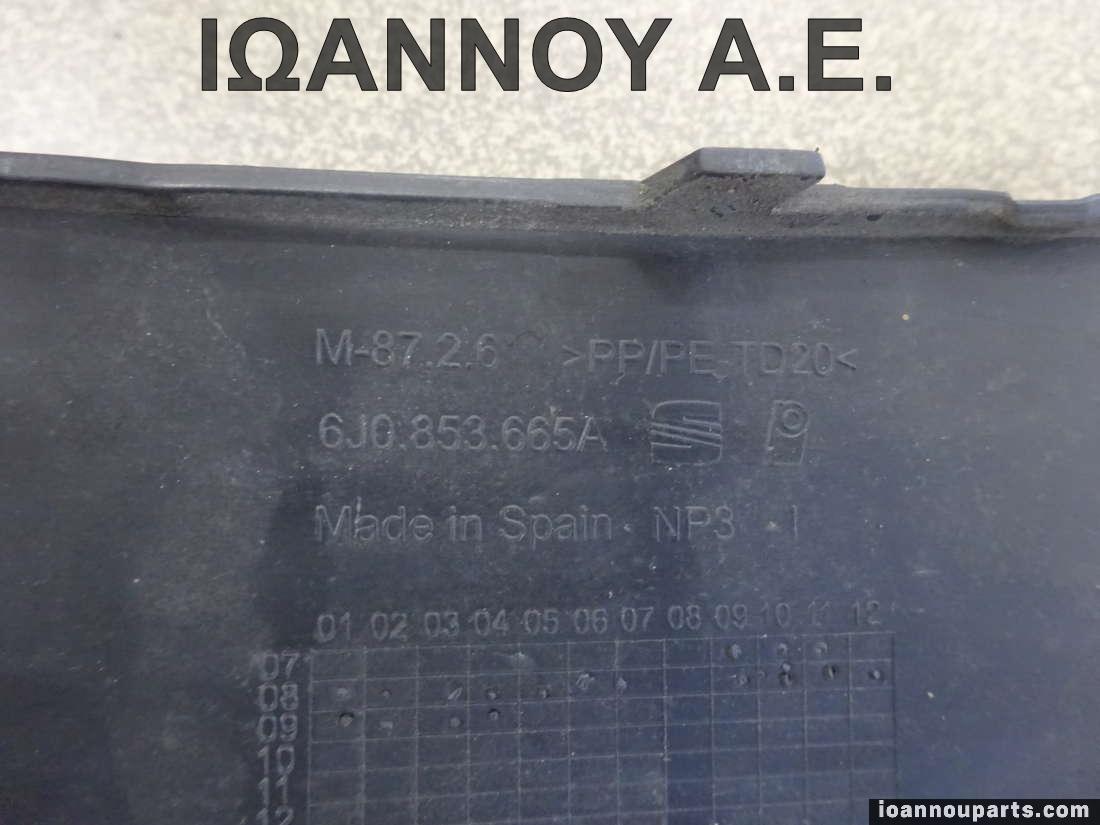 ΙΩΑΝΝΟΥ Α.Ε.
M-87.2.6 >PP/PE TD20<
6J0.853.665A
Made in Spain NP3 I
01 02 03 04 05 06 07 08 09 10 11 12
07
08
09
10
11
12
ioannouparts.com